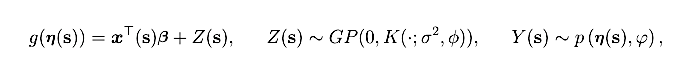 g(η(s)) = x⊤(s)β + Z(s), Z(s) ∼ GP(0, K(·; σ², ϕ)), Y(s) ∼ p (η(s), φ) ,